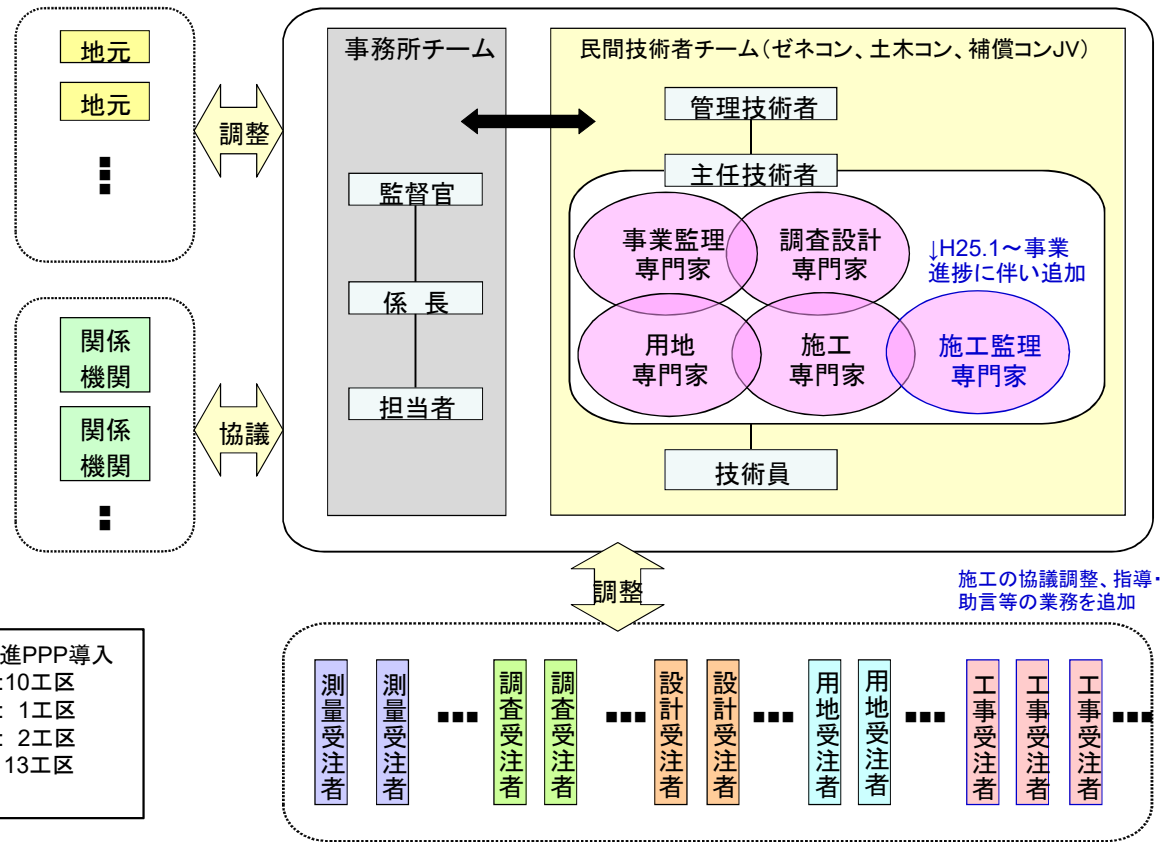 地元
地元
調整
関係
機関
関係
機関
協議
事務所チーム
監督官
係 長
担当者
民間技術者チーム（ゼネコン、土木コン、補償コンJV）
管理技術者
主任技術者
事業監理
専門家
調査設計
専門家
↓H25.1～事業
進捗に伴い追加
用地
専門家
施工
専門家
施工監理
専門家
技術員
調整
施工の協議調整、指導・
助言等の業務を追加
進PPP導入
:10工区
: 1工区
: 2工区
13工区
測量受注者
測量受注者
調査受注者
調査受注者
設計受注者
設計受注者
用地受注者
用地受注者
工事受注者
工事受注者
工事受注者